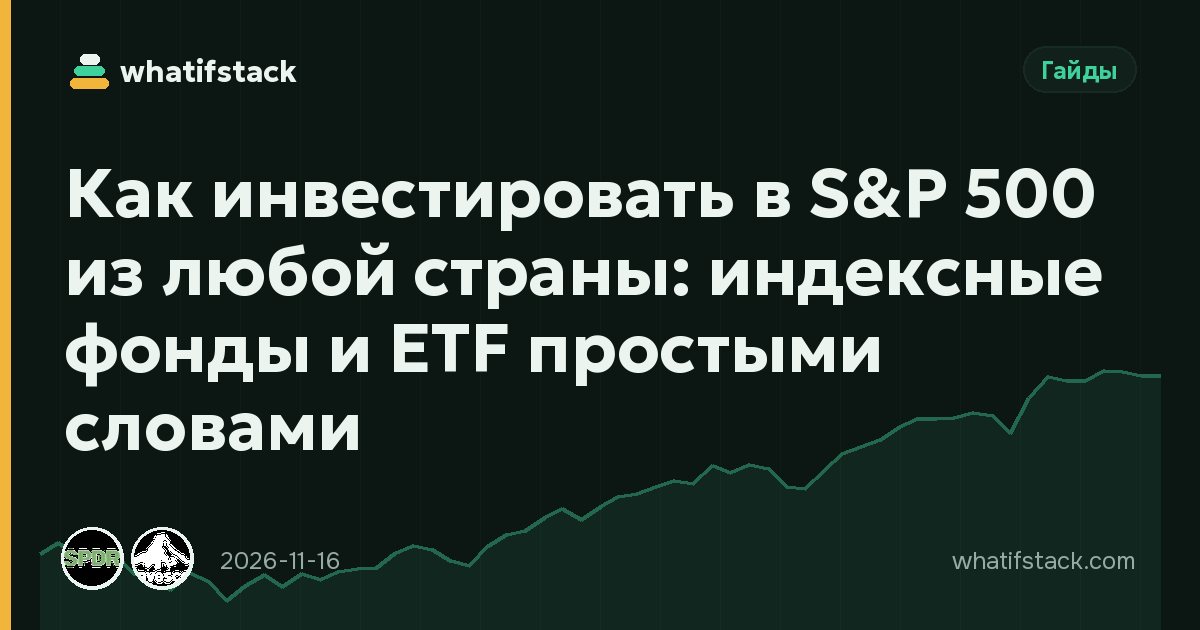 whatifstack
Гайды
Как инвестировать в S&P 500
из любой страны: индексные
фонды и ETF простыми
словами
SPDR
2026-11-16
whatifstack.com